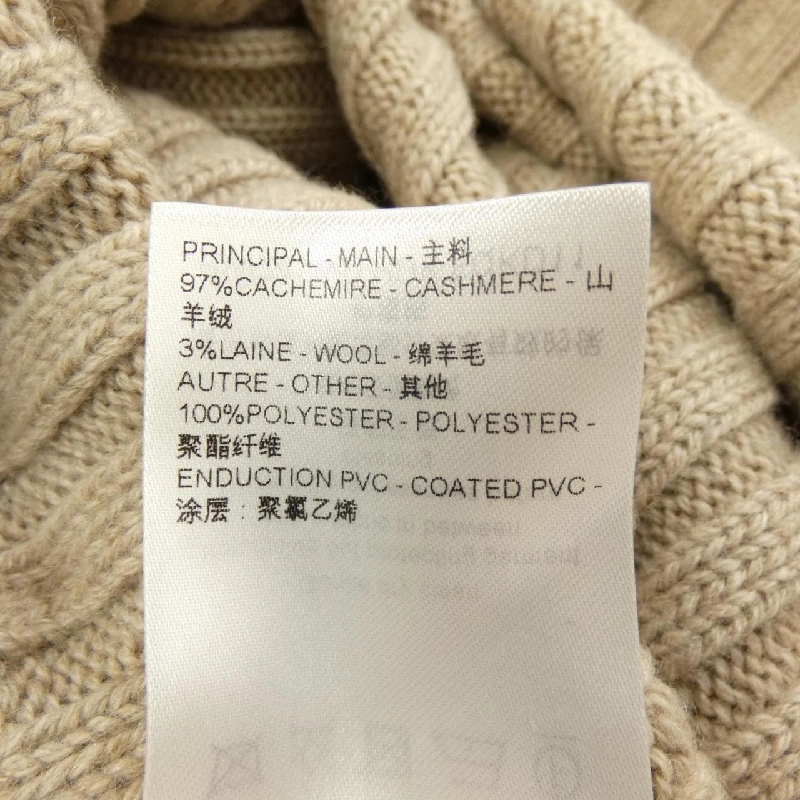 PRINCIPAL - MAIN - 主料
97%CACHEMIRE - CASHMERE - 山
羊绒
3%LAINE - WOOL - 绵羊毛
AUTRE - OTHER - 其他
100%POLYESTER - POLYESTER -
聚酯纤维
ENDUCTION PVC - COATED PVC -
涂层 : 聚氯乙烯